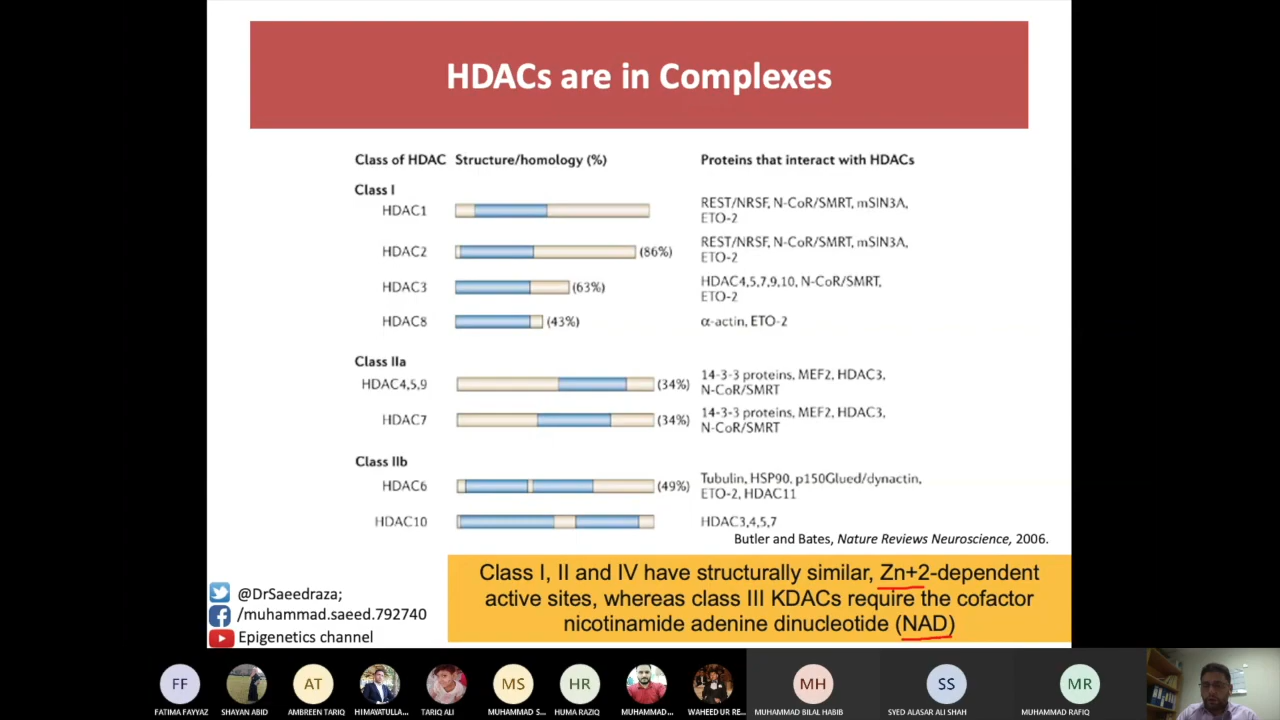 HDACs are in Complexes
Class of HDAC Structure/homology (%) Proteins that interact with HDACs
Class I
HDAC1 REST/NRSF, N-CoR/SMRT, mSIN3A,
ETO-2
HDAC2 (86%) REST/NRSF, N-CoR/SMRT, mSIN3A,
ETO-2
HDAC3 (63%) HDAC4,5,7,9,10, N-CoR/SMRT,
ETO-2
HDAC8 (43%) α-actin, ETO-2
Class IIa
HDAC4,5,9 (34%) 14-3-3 proteins, MEF2, HDAC3,
N-CoR/SMRT
HDAC7 (34%) 14-3-3 proteins, MEF2, HDAC3,
N-CoR/SMRT
Class IIb
HDAC6 (49%) Tubulin, HSP90, p150Glued/dynactin,
ETO-2, HDAC11
HDAC10 HDAC3,4,5,7
Butler and Bates, Nature Reviews Neuroscience, 2006.
Class I, II and IV have structurally similar, Zn+2-dependent
active sites, whereas class III KDACs require the cofactor
nicotinamide adenine dinucleotide (NAD)
@DrSaeedraza;
/muhammad.saeed.792740
Epigenetics channel
FF AT MS HR MH SS MR
FATIMA FAYYAZ SHAYAN ABID AMBREEN TARIQ HIMAYATULLA... TARIQ ALI MUHAMMAD S... HUMA RAZIQ MUHAMMAD... WAHEED UR RE... MUHAMMAD BILAL HABIB SYED ALASAR ALI SHAH MUHAMMAD RAFIQ